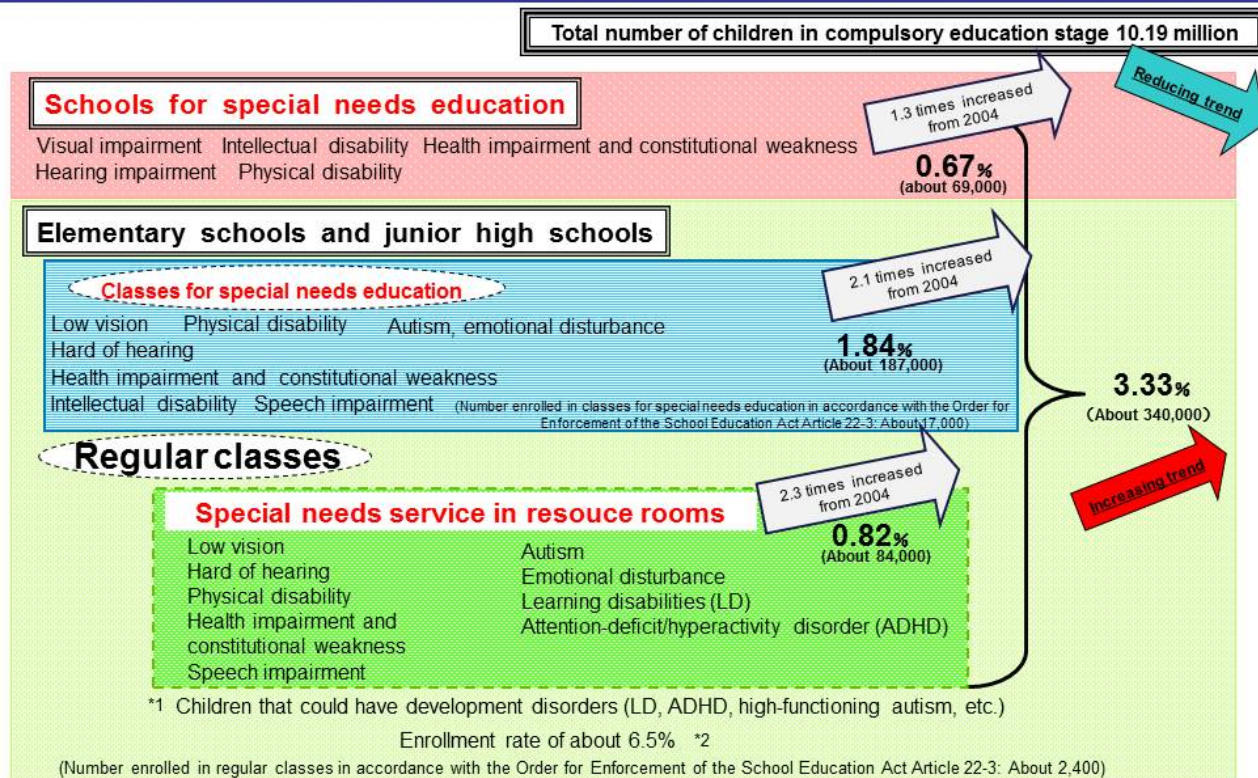 Total number of children in compulsory education stage 10.19 million
Reducing trend
Schools for special needs education
1.3 times increased
from 2004
Visual impairment Intellectual disability Health impairment and constitutional weakness
Hearing impairment Physical disability
0.67%
(about 69,000)
Elementary schools and junior high schools
2.1 times increased
from 2004
Classes for special needs education
Low vision Physical disability Autism, emotional disturbance
Hard of hearing
1.84%
(About 187,000)
Health impairment and constitutional weakness
Intellectual disability Speech impairment (Number enrolled in classes for special needs education in accordance with the Order for
Enforcement of the School Education Act Article 22-3: About 17,000)
3.33%
(About 340,000)
Increasing trend
Regular classes
2.3 times increased
from 2004
Special needs service in resouce rooms
0.82%
(About 84,000)
Low vision
Hard of hearing
Physical disability
Health impairment and
constitutional weakness
Speech impairment
Autism
Emotional disturbance
Learning disabilities (LD)
Attention-deficit/hyperactivity disorder (ADHD)
*1 Children that could have development disorders (LD, ADHD, high-functioning autism, etc.)
Enrollment rate of about 6.5% *2
(Number enrolled in regular classes in accordance with the Order for Enforcement of the School Education Act Article 22-3: About 2,400)